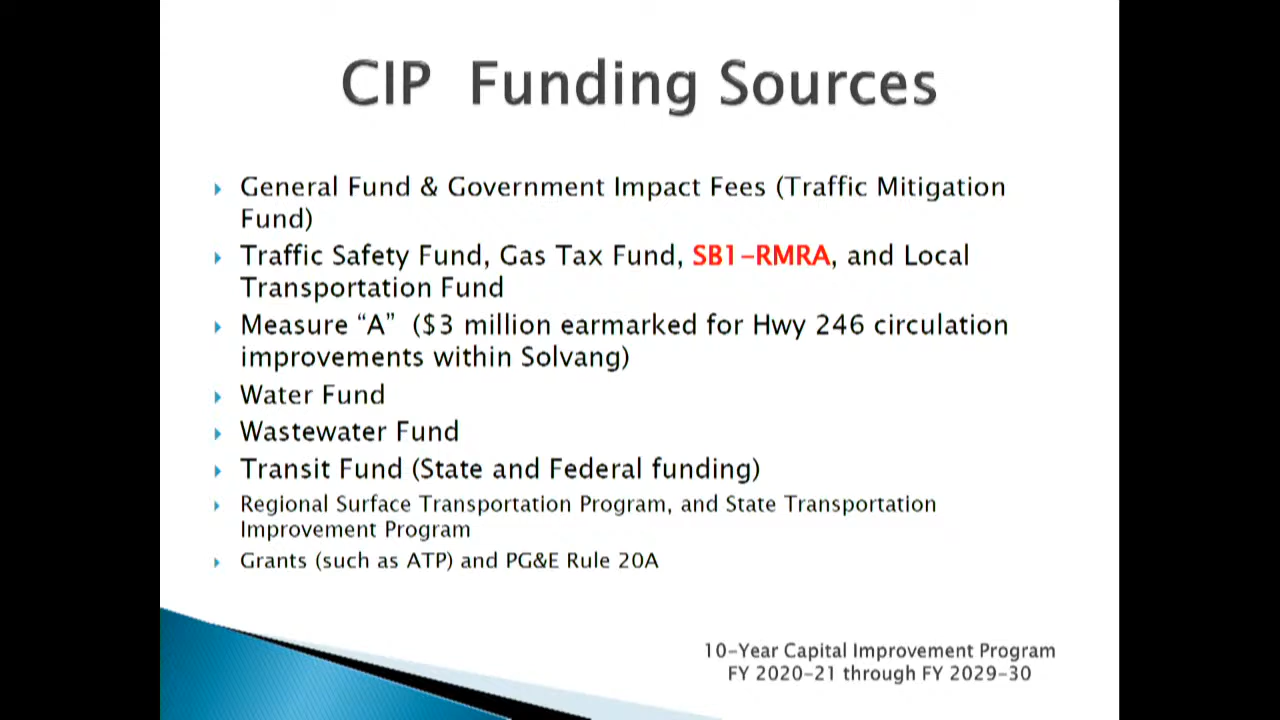 CIP Funding Sources
General Fund & Government Impact Fees (Traffic Mitigation
Fund)
Traffic Safety Fund, Gas Tax Fund, SB1-RMRA, and Local
Transportation Fund
Measure “A” ($3 million earmarked for Hwy 246 circulation
improvements within Solvang)
Water Fund
Wastewater Fund
Transit Fund (State and Federal funding)
Regional Surface Transportation Program, and State Transportation
Improvement Program
Grants (such as ATP) and PG&E Rule 20A
10-Year Capital Improvement Program
FY 2020-21 through FY 2029-30